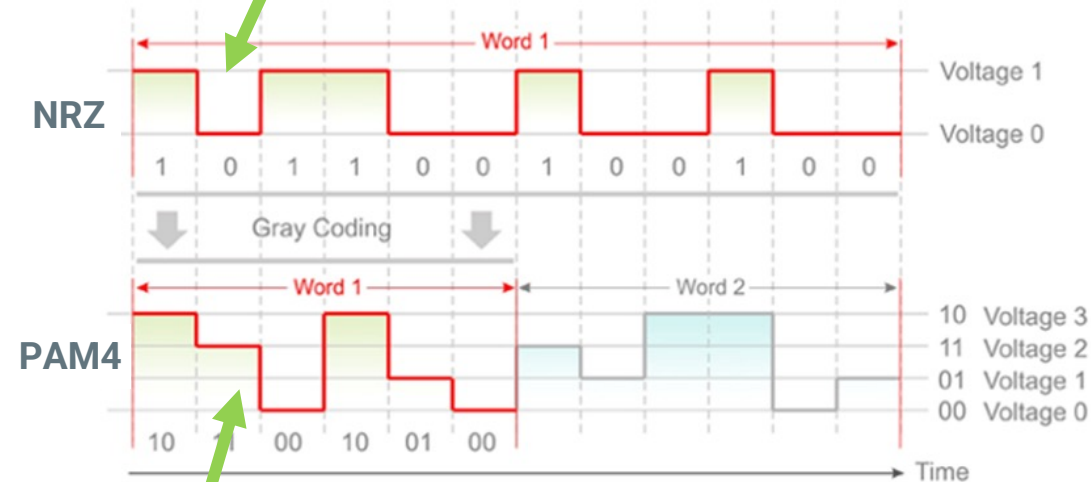 Word 1
Voltage 1
NRZ
Voltage 0
1 0 1 1 0 0 1 0 0 1 0 0
Gray Coding
Word 1 Word 2
10 Voltage 3
11 Voltage 2
PAM4
01 Voltage 1
00 Voltage 0
10 11 00 10 01 00
Time